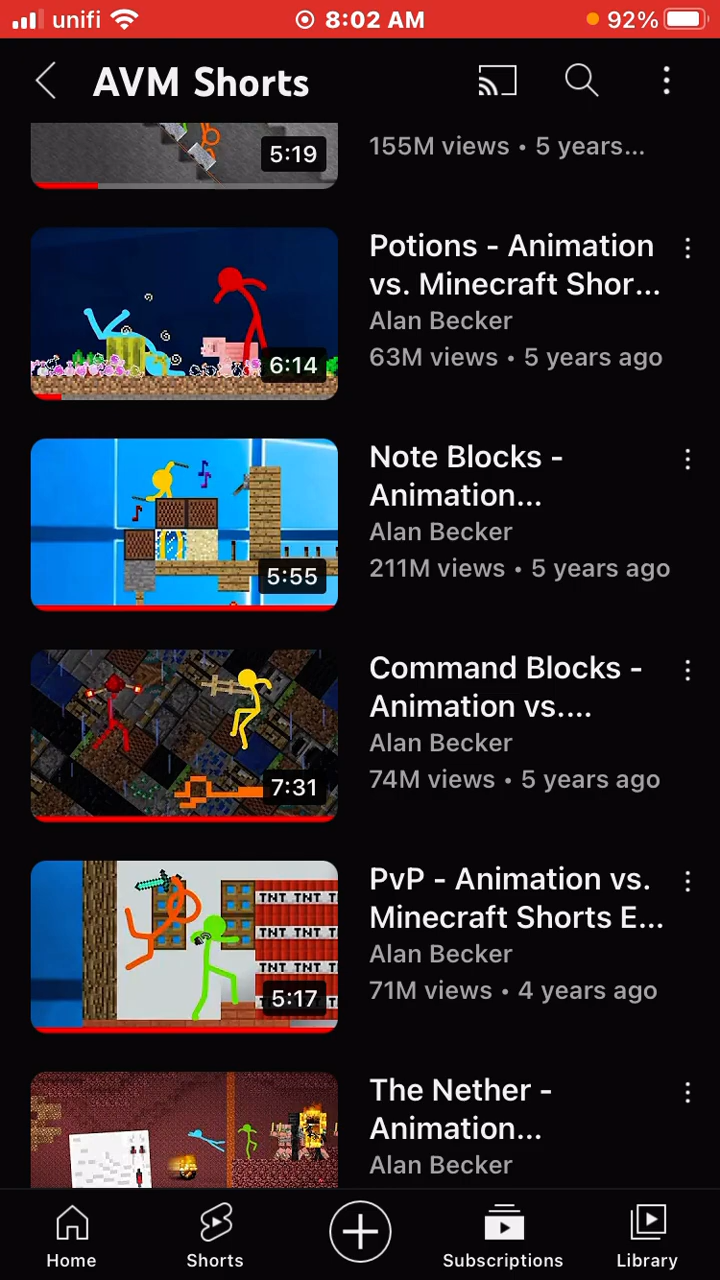 unifi 8:02 AM 92%
AVM Shorts
5:19
155M views • 5 years...
Potions - Animation
vs. Minecraft Shor...
Alan Becker
63M views • 5 years ago
6:14
Note Blocks -
Animation...
Alan Becker
211M views • 5 years ago
5:55
Command Blocks -
Animation vs....
Alan Becker
74M views • 5 years ago
7:31
PvP - Animation vs.
Minecraft Shorts E...
Alan Becker
71M views • 4 years ago
TNT TNT TNT
TNT TNT
TNT TNT
TNT TNT
5:17
The Nether -
Animation...
Alan Becker
Home Shorts Subscriptions Library